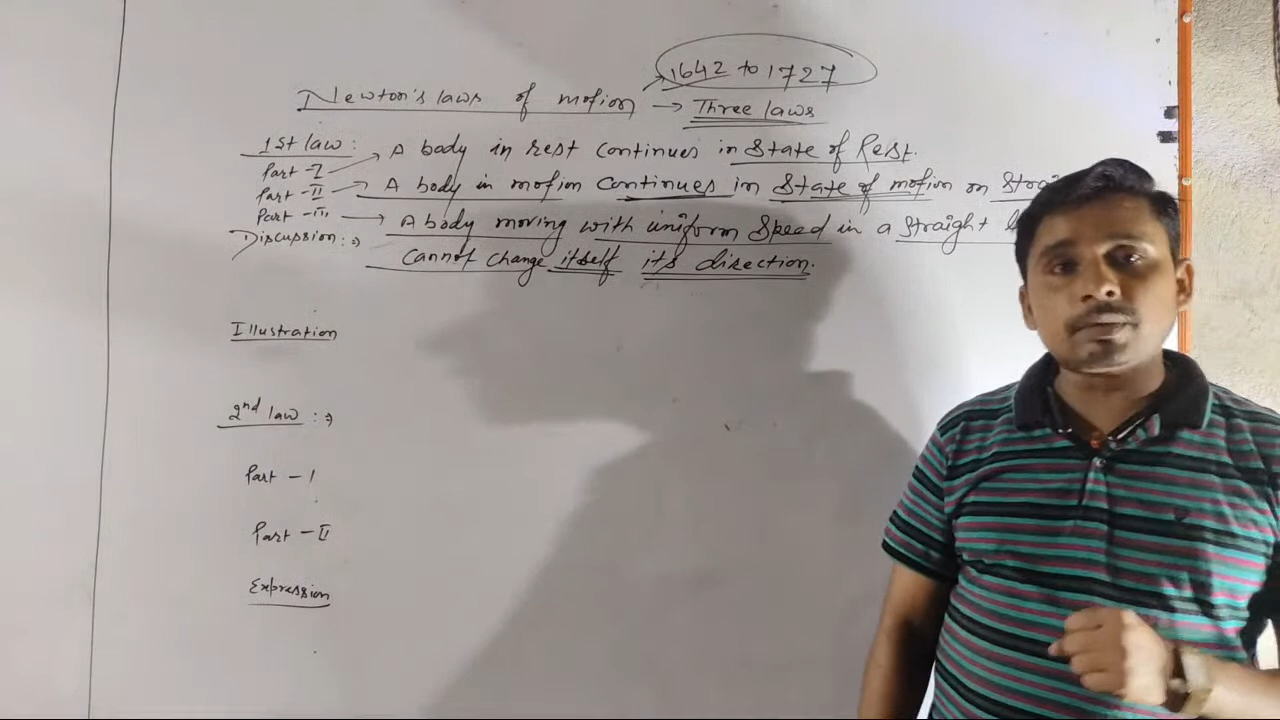 1642 to 1727
Newton's laws of motion → Three laws
1st law : A body in rest continues in State of Rest.
Part - I
Part - II → A body in motion continues in State of motion on
Part - III → A body moving with uniform Speed in a straight
Discussion :→
cannot change itself its direction.
Illustration
2nd law :→
Part - I
Part - II
Expression